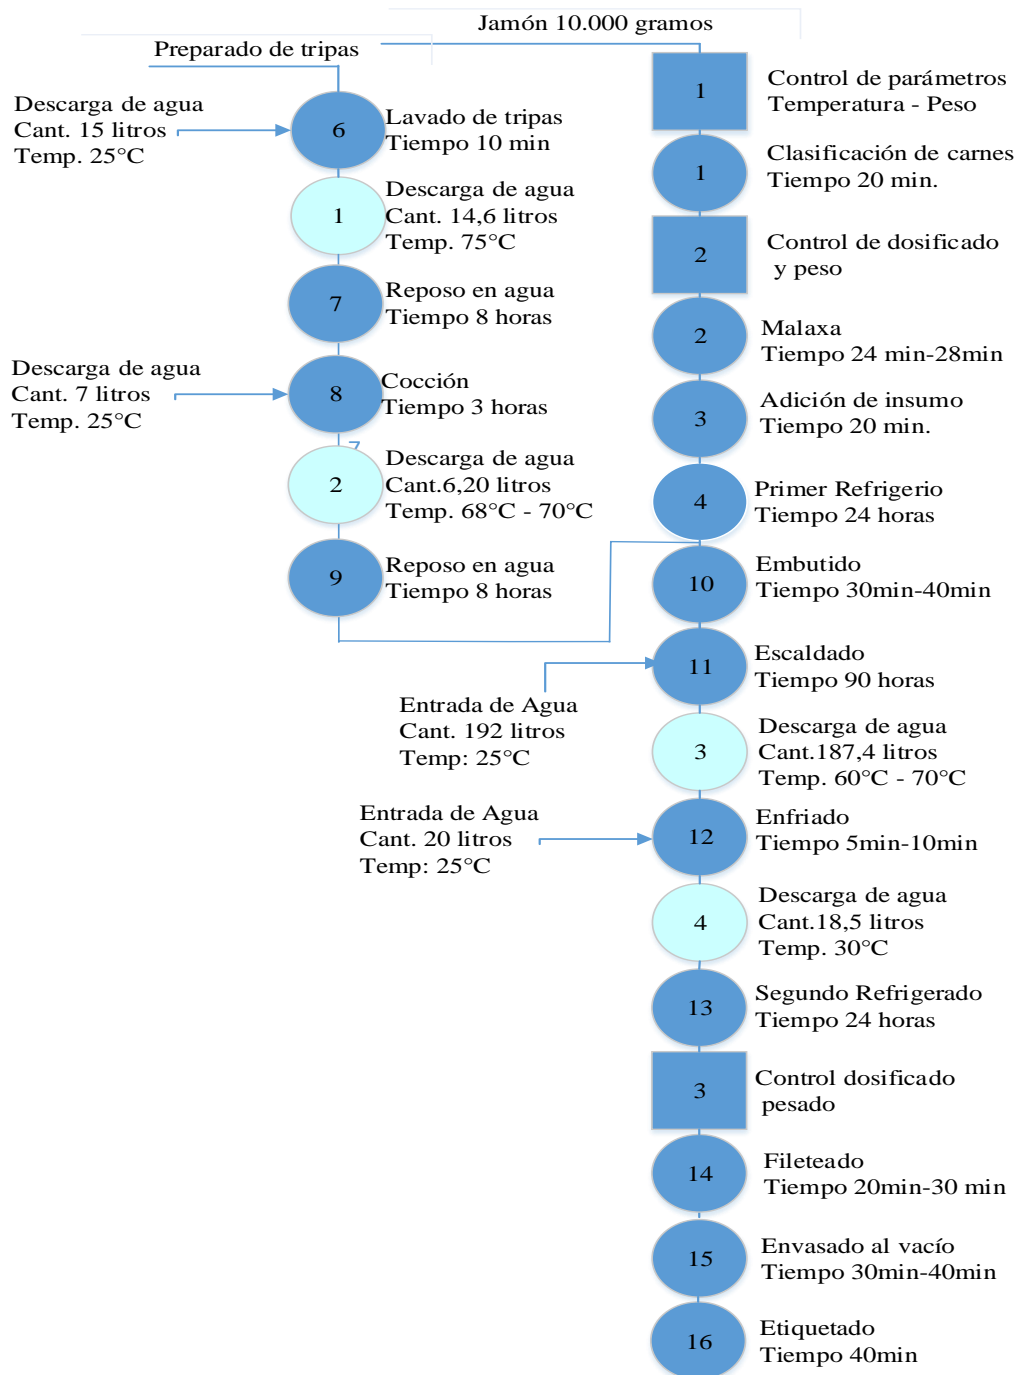 Jamón 10.000 gramos
Preparado de tripas
Descarga de agua
Cant. 15 litros
Temp. 25°C
6
Lavado de tripas
Tiempo 10 min
1
Descarga de agua
Cant. 14,6 litros
Temp. 75°C
7
Reposo en agua
Tiempo 8 horas
Descarga de agua
Cant. 7 litros
Temp. 25°C
8
Cocción
Tiempo 3 horas
7
2
Descarga de agua
Cant.6,20 litros
Temp. 68°C - 70°C
9
Reposo en agua
Tiempo 8 horas
1
Control de parámetros
Temperatura - Peso
1
Clasificación de carnes
Tiempo 20 min.
2
Control de dosificado
y peso
2
Malaxa
Tiempo 24 min-28min
3
Adición de insumo
Tiempo 20 min.
4
Primer Refrigerio
Tiempo 24 horas
10
Embutido
Tiempo 30min-40min
11
Escaldado
Tiempo 90 horas
Entrada de Agua
Cant. 192 litros
Temp: 25°C
3
Descarga de agua
Cant.187,4 litros
Temp. 60°C - 70°C
Entrada de Agua
Cant. 20 litros
Temp: 25°C
12
Enfriado
Tiempo 5min-10min
4
Descarga de agua
Cant.18,5 litros
Temp. 30°C
13
Segundo Refrigerado
Tiempo 24 horas
3
Control dosificado
pesado
14
Fileteado
Tiempo 20min-30 min
15
Envasado al vacío
Tiempo 30min-40min
16
Etiquetado
Tiempo 40min